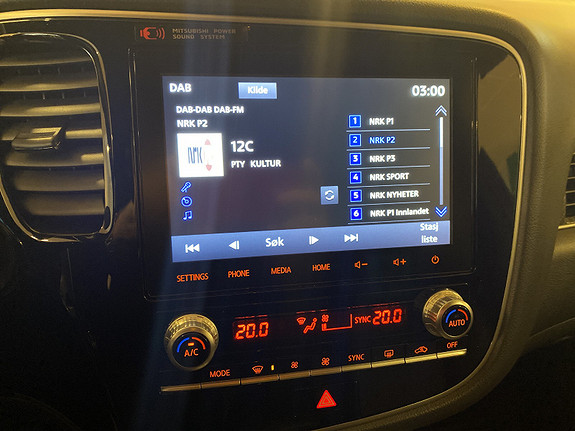 MITSUBISHI POWER
SOUND SYSTEM
DAB Kilde 03:00
DAB-DAB DAB-FM
NRK P2
NRK
12C
PTY KULTUR
1 NRK P1
2 NRK P2
3 NRK P3
4 NRK SPORT
5 NRK NYHETER
6 NRK P1 Innlandet
Søk
Stasj
liste
SETTINGS PHONE MEDIA HOME
20.0 SYNC 20.0
A/C AUTO
MODE SYNC OFF